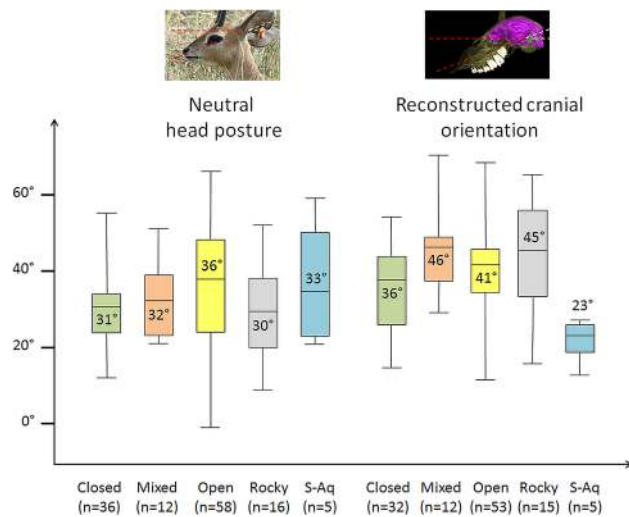 Neutral
head posture
Reconstructed cranial
orientation
60°
40°
20°
0°
31°
32°
36°
30°
33°
36°
46°
41°
45°
23°
Closed Mixed Open Rocky S-Aq Closed Mixed Open Rocky S-Aq
(n=36) (n=12) (n=58) (n=16) (n=5) (n=32) (n=12) (n=53) (n=15) (n=5)